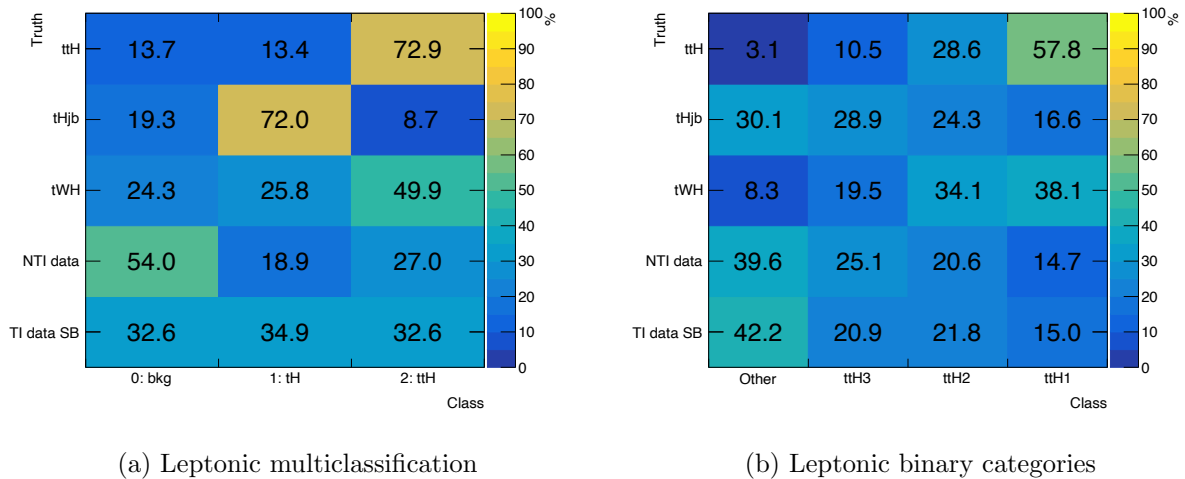 Truth
ttH 13.7 13.4 72.9
tHjb 19.3 72.0 8.7
tWH 24.3 25.8 49.9
NTI data 54.0 18.9 27.0
TI data SB 32.6 34.9 32.6
0: bkg 1: tH 2: ttH
Class
%
100
90
80
70
60
50
40
30
20
10
0
(a) Leptonic multiclassification
Truth
ttH 3.1 10.5 28.6 57.8
tHjb 30.1 28.9 24.3 16.6
tWH 8.3 19.5 34.1 38.1
NTI data 39.6 25.1 20.6 14.7
TI data SB 42.2 20.9 21.8 15.0
Other ttH3 ttH2 ttH1
Class
%
100
90
80
70
60
50
40
30
20
10
0
(b) Leptonic binary categories